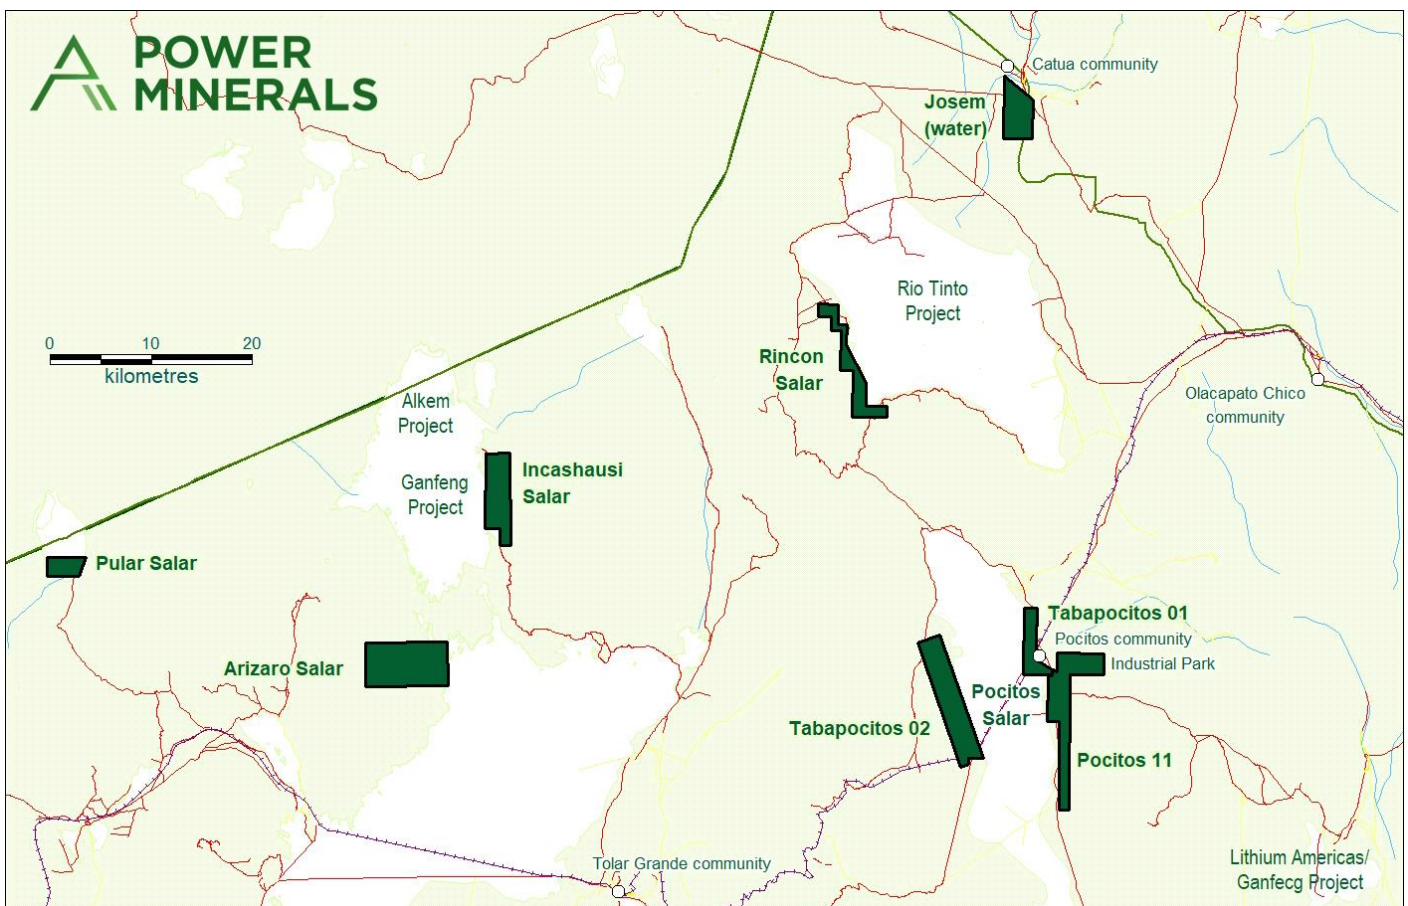 POWER
MINERALS
Catua community
Josem
(water)
Rio Tinto
Project
0 10 20
kilometres
Rincon
Salar
Olacapato Chico
community
Alkem
Project
Incashausi
Salar
Ganfeng
Project
Pular Salar
Tabapocitos 01
Pocitos community
Industrial Park
Arizaro Salar
Pocitos
Salar
Tabapocitos 02
Pocitos 11
Tolar Grande community
Lithium Americas/
Ganfecg Project